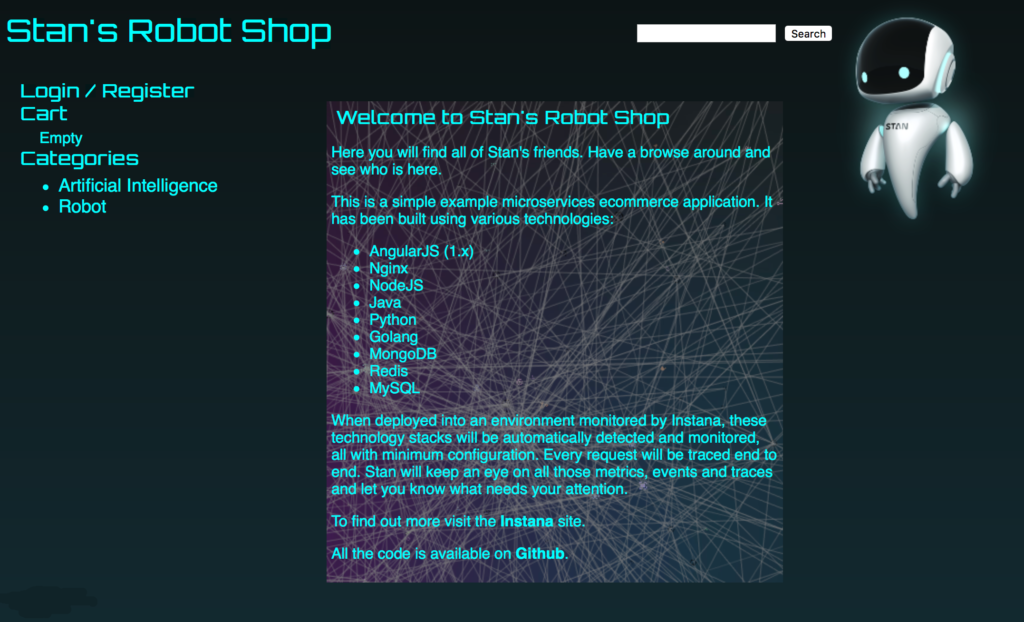 Stan's Robot Shop
Search
STAN
Login / Register
Cart
Empty
Categories
Artificial Intelligence
Robot
Welcome to Stan's Robot Shop
Here you will find all of Stan's friends. Have a browse around and
see who is here.
This is a simple example microservices ecommerce application. It
has been built using various technologies:
AngularJS (1.x)
Nginx
NodeJS
Java
Python
Golang
MongoDB
Redis
MySQL
When deployed into an environment monitored by Instana, these
technology stacks will be automatically detected and monitored,
all with minimum configuration. Every request will be traced end to
end. Stan will keep an eye on all those metrics, events and traces
and let you know what needs your attention.
To find out more visit the Instana site.
All the code is available on Github.